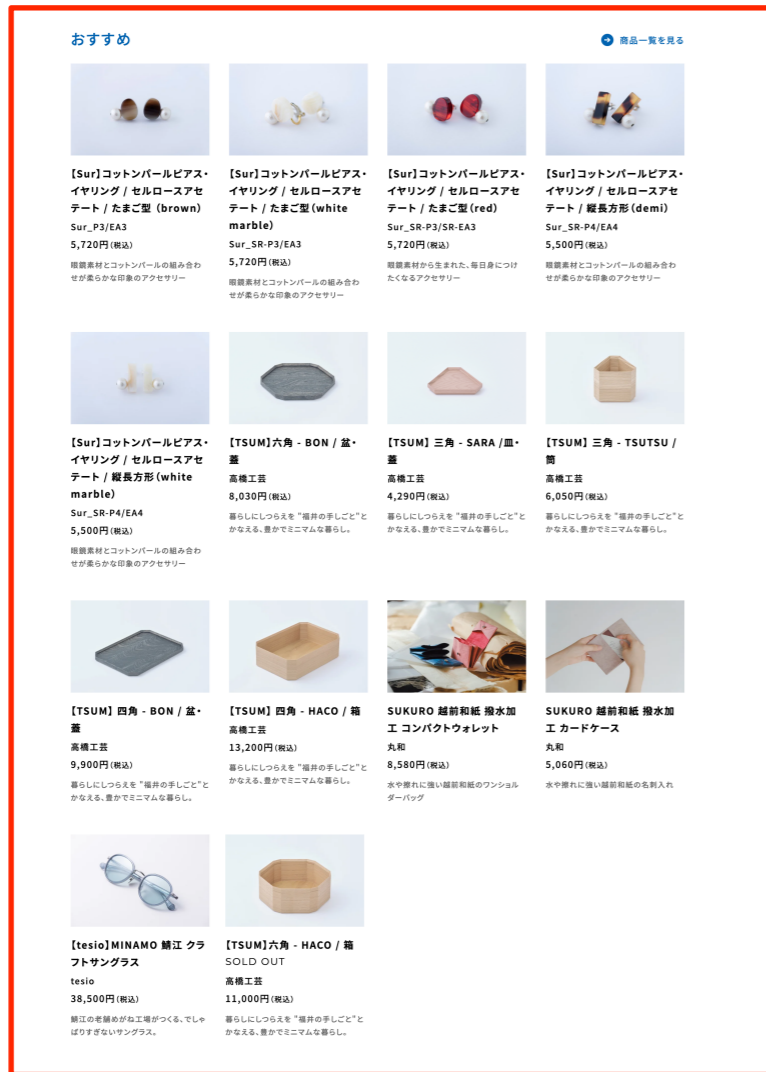 おすすめ
商品一覧を見る
【Sur】コットンパールピアス・
イヤリング / セルロースアセ
テート / たまご型 （brown）
Sur_P3/EA3
5,720円(税込)
眼鏡素材とコットンパールの組み合わ
せが柔らかな印象のアクセサリー
【Sur】コットンパールピアス・
イヤリング / セルロースアセ
テート / たまご型（white
marble）
Sur_SR-P3/EA3
5,720円(税込)
眼鏡素材とコットンパールの組み合わ
せが柔らかな印象のアクセサリー
【Sur】コットンパールピアス・
イヤリング / セルロースアセ
テート / たまご型（red）
Sur_SR-P3/SR-EA3
5,720円(税込)
眼鏡素材から生まれた、毎日身につけ
たくなるアクセサリー
【Sur】コットンパールピアス・
イヤリング / セルロースアセ
テート / 縦長方形（demi）
Sur_SR-P4/EA4
5,500円(税込)
眼鏡素材とコットンパールの組み合わ
せが柔らかな印象のアクセサリー
【Sur】コットンパールピアス・
イヤリング / セルロースアセ
テート / 縦長方形（white
marble）
Sur_SR-P4/EA4
5,500円(税込)
眼鏡素材とコットンパールの組み合わ
せが柔らかな印象のアクセサリー
【TSUM】六角 - BON / 盆・
蓋
高橋工芸
8,030円(税込)
暮らしにしつらえを "福井の手しごと"と
かなえる、豊かでミニマムな暮らし。
【TSUM】 三角 - SARA /皿・
蓋
高橋工芸
4,290円(税込)
暮らしにしつらえを "福井の手しごと"と
かなえる、豊かでミニマムな暮らし。
【TSUM】 三角 - TSUTSU /
筒
高橋工芸
6,050円(税込)
暮らしにしつらえを "福井の手しごと"と
かなえる、豊かでミニマムな暮らし。
【TSUM】 四角 - BON / 盆・
蓋
高橋工芸
9,900円(税込)
暮らしにしつらえを "福井の手しごと"と
かなえる、豊かでミニマムな暮らし。
【TSUM】 四角 - HACO / 箱
高橋工芸
13,200円(税込)
暮らしにしつらえを "福井の手しごと"と
かなえる、豊かでミニマムな暮らし。
SUKURO 越前和紙 撥水加
工 コンパクトウォレット
丸和
8,580円(税込)
水や擦れに強い越前和紙のワンショル
ダーバッグ
SUKURO 越前和紙 撥水加
工 カードケース
丸和
5,060円(税込)
水や擦れに強い越前和紙の名刺入れ
【tesio】MINAMO 鯖江 クラ
フトサングラス
tesio
38,500円(税込)
鯖江の老舗めがね工場がつくる、でしゃ
ばりすぎないサングラス。
【TSUM】六角 - HACO / 箱
SOLD OUT
高橋工芸
11,000円(税込)
暮らしにしつらえを "福井の手しごと"と
かなえる、豊かでミニマムな暮らし。